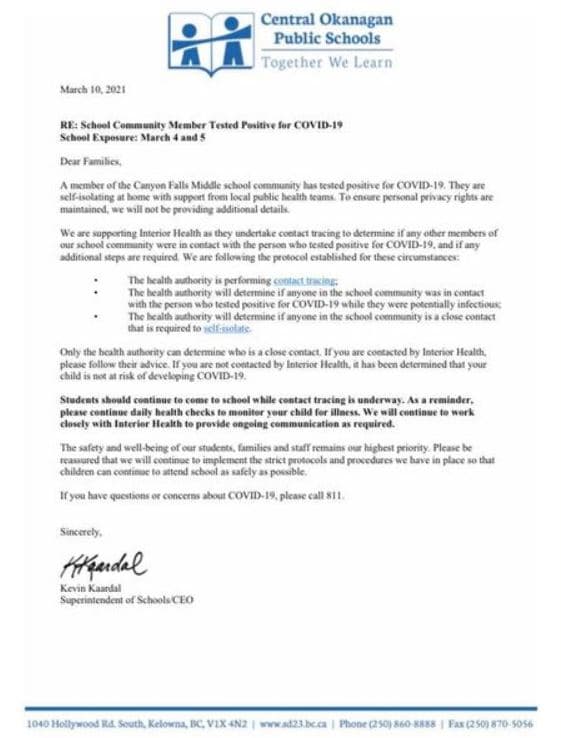 Central Okanagan
Public Schools
Together We Learn
March 10, 2021
RE: School Community Member Tested Positive for COVID-19
School Exposure: March 4 and 5
Dear Families,
A member of the Canyon Falls Middle school community has tested positive for COVID-19. They are
self-isolating at home with support from local public health teams. To ensure personal privacy rights are
maintained, we will not be providing additional details.
We are supporting Interior Health as they undertake contact tracing to determine if any other members of
our school community were in contact with the person who tested positive for COVID-19, and if any
additional steps are required. We are following the protocol established for these circumstances:
• The health authority is performing contact tracing;
• The health authority will determine if anyone in the school community was in contact
with the person who tested positive for COVID-19 while they were potentially infectious;
• The health authority will determine if anyone in the school community is a close contact
that is required to self-isolate.
Only the health authority can determine who is a close contact. If you are contacted by Interior Health,
please follow their advice. If you are not contacted by Interior Health, it has been determined that your
child is not at risk of developing COVID-19.
Students should continue to come to school while contact tracing is underway. As a reminder,
please continue daily health checks to monitor your child for illness. We will continue to work
closely with Interior Health to provide ongoing communication as required.
The safety and well-being of our students, families and staff remains our highest priority. Please be
reassured that we will continue to implement the strict protocols and procedures we have in place so that
children can continue to attend school as safely as possible.
If you have questions or concerns about COVID-19, please call 811.
Sincerely,
KKaardal
Kevin Kaardal
Superintendent of Schools/CEO
1040 Hollywood Rd. South, Kelowna, BC, V1X 4N2 | www.sd23.bc.ca | Phone (250) 860-8888 | Fax (250) 870-5056